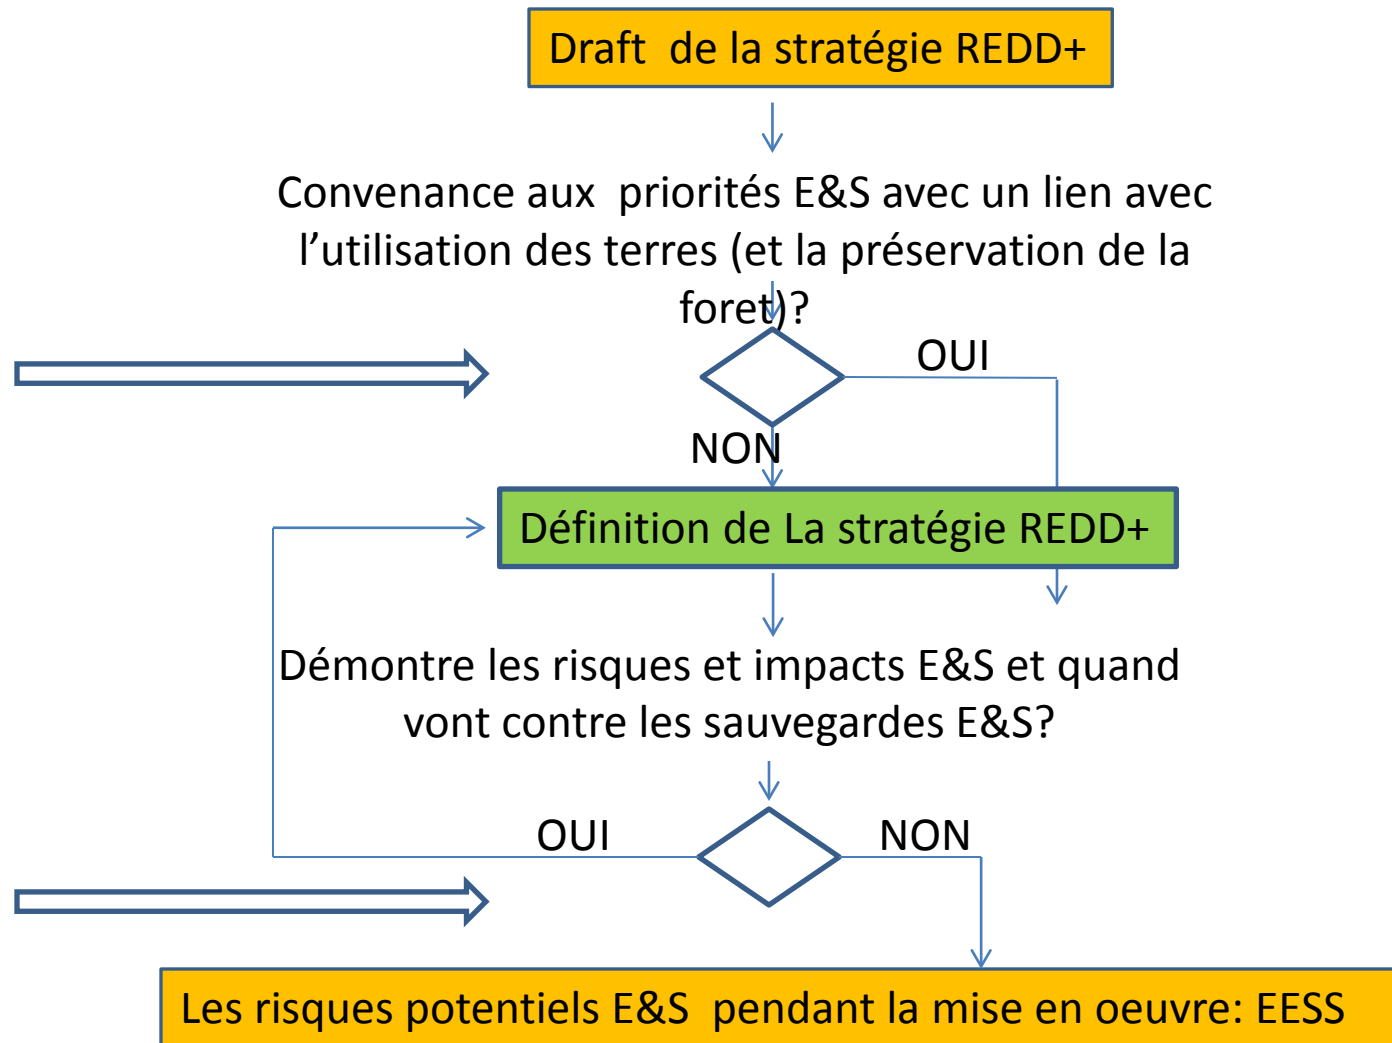 Draft de la stratégie REDD+
Convenance aux priorités E&S avec un lien avec
l’utilisation des terres (et la préservation de la
foret)?
OUI
NON
Définition de La stratégie REDD+
Démontre les risques et impacts E&S et quand
vont contre les sauvegardes E&S?
OUI
NON
Les risques potentiels E&S pendant la mise en oeuvre: EESS